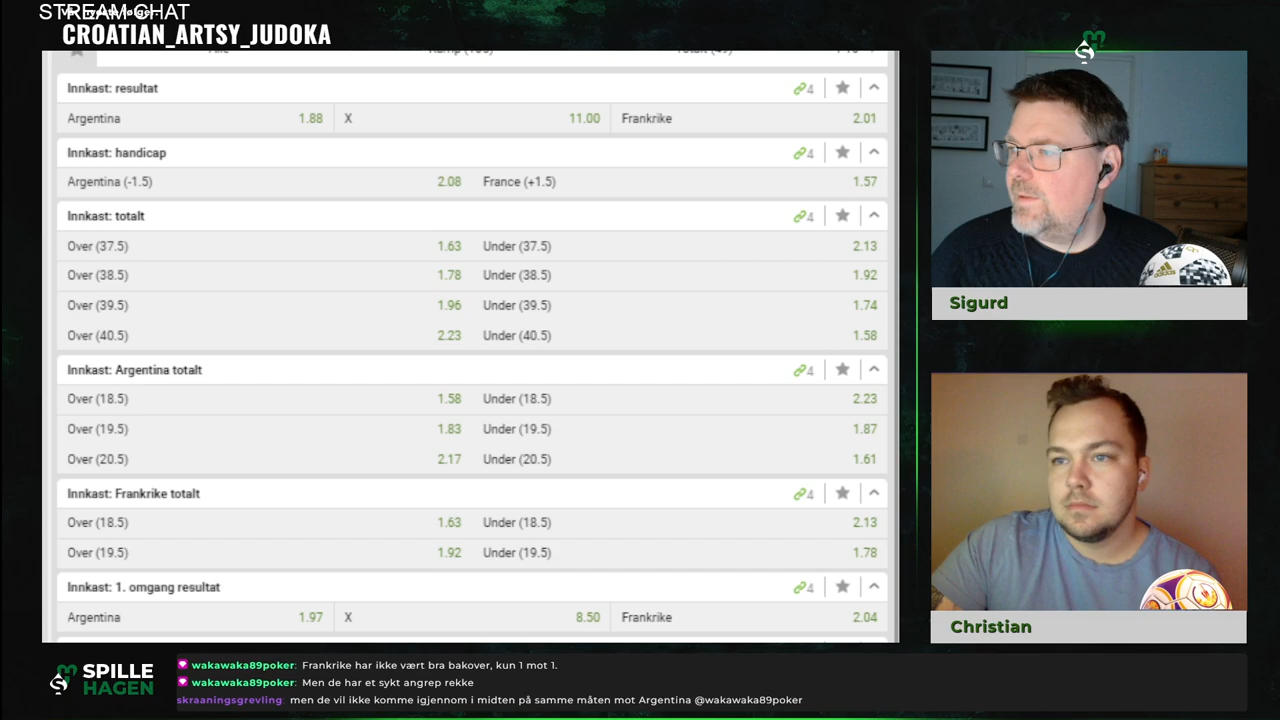 STREAM CHAT
CROATIAN_ARTSY_JUDOKA
Innkast: resultat 4
Argentina 1.88 X 11.00 Frankrike 2.01
Innkast: handicap 4
Argentina (-1.5) 2.08 France (+1.5) 1.57
Innkast: totalt 4
Over (37.5) 1.63 Under (37.5) 2.13
Over (38.5) 1.78 Under (38.5) 1.92
Over (39.5) 1.96 Under (39.5) 1.74
Over (40.5) 2.23 Under (40.5) 1.58
Innkast: Argentina totalt 4
Over (18.5) 1.58 Under (18.5) 2.23
Over (19.5) 1.83 Under (19.5) 1.87
Over (20.5) 2.17 Under (20.5) 1.61
Innkast: Frankrike totalt 4
Over (18.5) 1.63 Under (18.5) 2.13
Over (19.5) 1.92 Under (19.5) 1.78
Innkast: 1. omgang resultat 4
Argentina 1.97 X 8.50 Frankrike 2.04
Sigurd
Christian
SPILLE
HAGEN
wakawaka89poker: Frankrike har ikke vært bra bakover, kun 1 mot 1.
wakawaka89poker: Men de har et sykt angrep rekke
skraaningsgrevling: men de vil ikke komme igjennom i midten på samme måten mot Argentina @wakawaka89poker